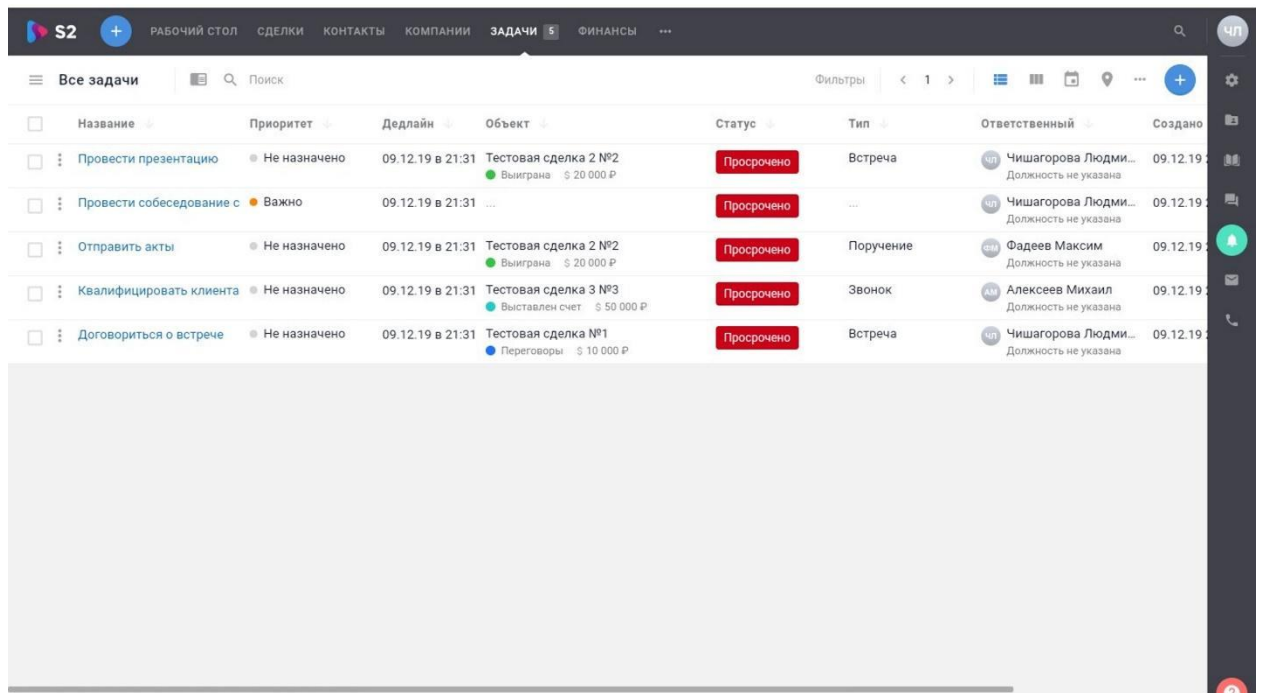 S2 + РАБОЧИЙ СТОЛ СДЕЛКИ КОНТАКТЫ КОМПАНИИ ЗАДАЧИ 5 ФИНАНСЫ ••• ЧЛ
Все задачи Поиск Фильтры < 1 > ••• +
Название Приоритет Дедлайн Объект Статус Тип Ответственный Создано
Провести презентацию Не назначено 09.12.19 в 21:31 Тестовая сделка 2 №2 Просрочено Встреча ЧЛ Чишагорова Людми... 09.12.19
Выиграна $ 20 000 ₽ Должность не указана
Провести собеседование с Важно 09.12.19 в 21:31 ... Просрочено ... ЧЛ Чишагорова Людми... 09.12.19
Должность не указана
Отправить акты Не назначено 09.12.19 в 21:31 Тестовая сделка 2 №2 Просрочено Поручение ФМ Фадеев Максим 09.12.19
Выиграна $ 20 000 ₽ Должность не указана
Квалифицировать клиента Не назначено 09.12.19 в 21:31 Тестовая сделка 3 №3 Просрочено Звонок АМ Алексеев Михаил 09.12.19
Выставлен счет $ 50 000 ₽ Должность не указана
Договориться о встрече Не назначено 09.12.19 в 21:31 Тестовая сделка №1 Просрочено Встреча ЧЛ Чишагорова Людми... 09.12.19
Переговоры $ 10 000 ₽ Должность не указана
?